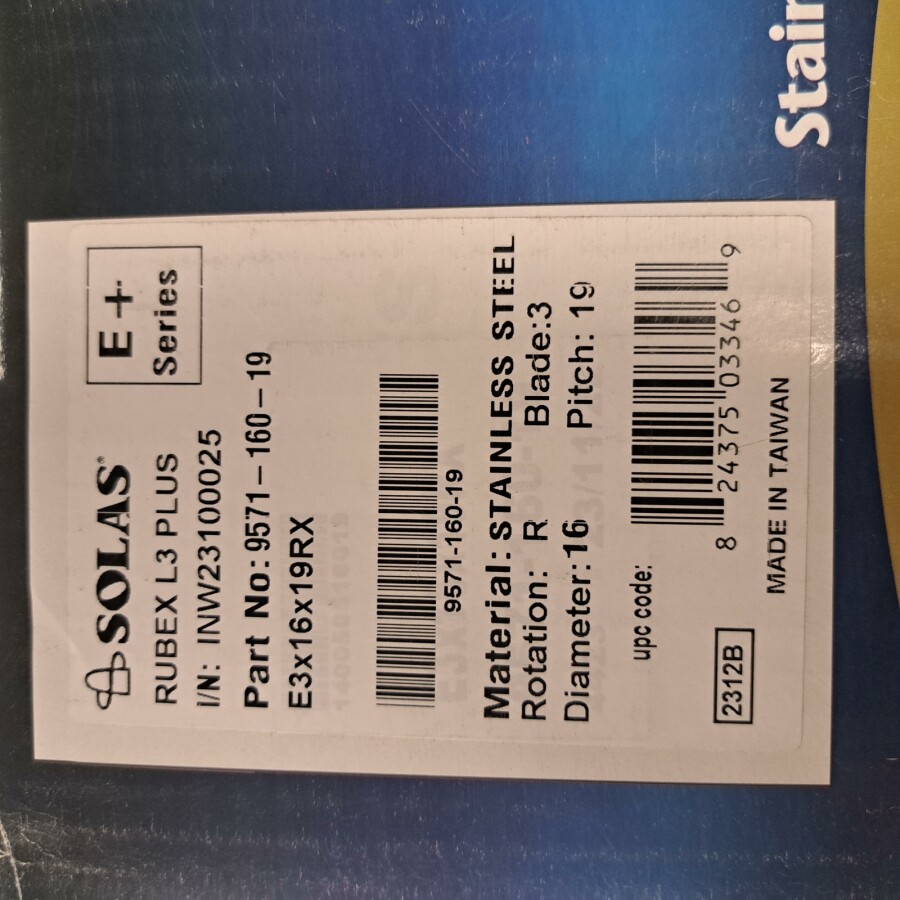 Stain
SOLAS®
E +
Series
RUBEX L3 PLUS
I/N: INW23100025
Part No: 9571-160-19
E3x16x19RX
9571-160-19
Material: STAINLESS STEEL
Rotation: R Blade:3
Diameter:16 Pitch: 19
upc code:
8 24375 03346 9
2312B
MADE IN TAIWAN